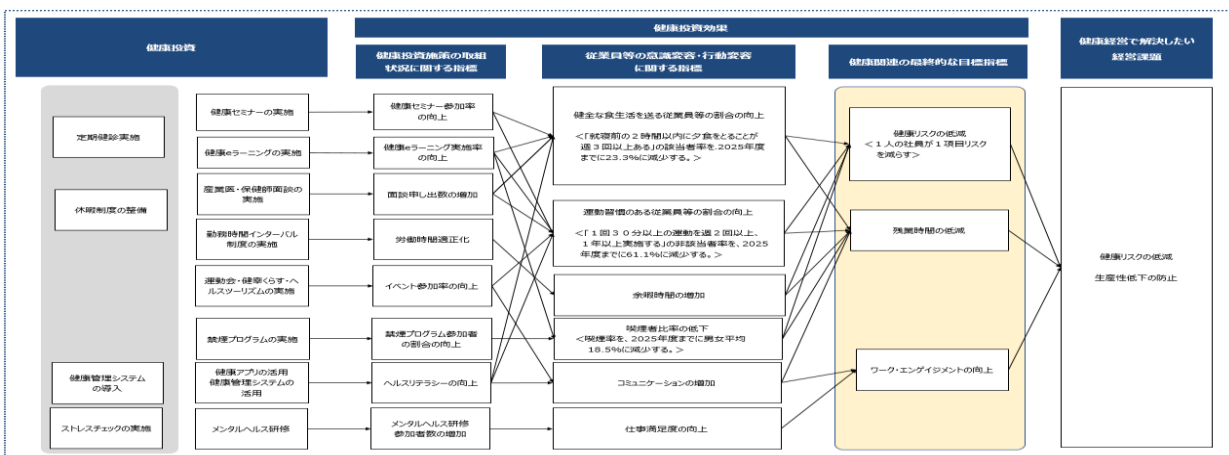 健康投資
健康投資効果
健康経営で解決したい
経営課題
健康投資施策の取組
状況に関する指標
従業員等の意識変容・行動変容
に関する指標
健康関連の最終的な目標指標
定期健診実施
休暇制度の整備
健康管理システム
の導入
ストレスチェックの実施
健康セミナーの実施
健康eラーニングの実施
産業医・保健師面談の
実施
勤務時間インターバル
制度の実施
運動会・健幸くらす・ヘ
ルスツーリズムの実施
禁煙プログラムの実施
健康アプリの活用
健康管理システムの
活用
メンタルヘルス研修
健康セミナー参加率
の向上
健康eラーニング実施率
の向上
面談申し出数の増加
労働時間適正化
イベント参加率の向上
禁煙プログラム参加者
の割合の向上
ヘルスリテラシーの向上
メンタルヘルス研修
参加者数の増加
健全な食生活を送る従業員等の割合の向上
<「就寝前の2時間以内に夕食をとることが
週3回以上ある」の該当者率を、2025年度
までに23.3%に減少する。>
運動習慣のある従業員等の割合の向上
<「1回30分以上の運動を週2回以上、
1年以上実施する」の非該当者率を、2025
年度までに61.1%に減少する。>
余暇時間の増加
喫煙者比率の低下
<喫煙率を、2025年度までに男女平均
18.5%に減少する。>
コミュニケーションの増加
仕事満足度の向上
健康リスクの低減
<1人の社員が1項目リスク
を減らす>
残業時間の低減
ワーク・エンゲイジメントの向上
健康リスクの低減
生産性低下の防止